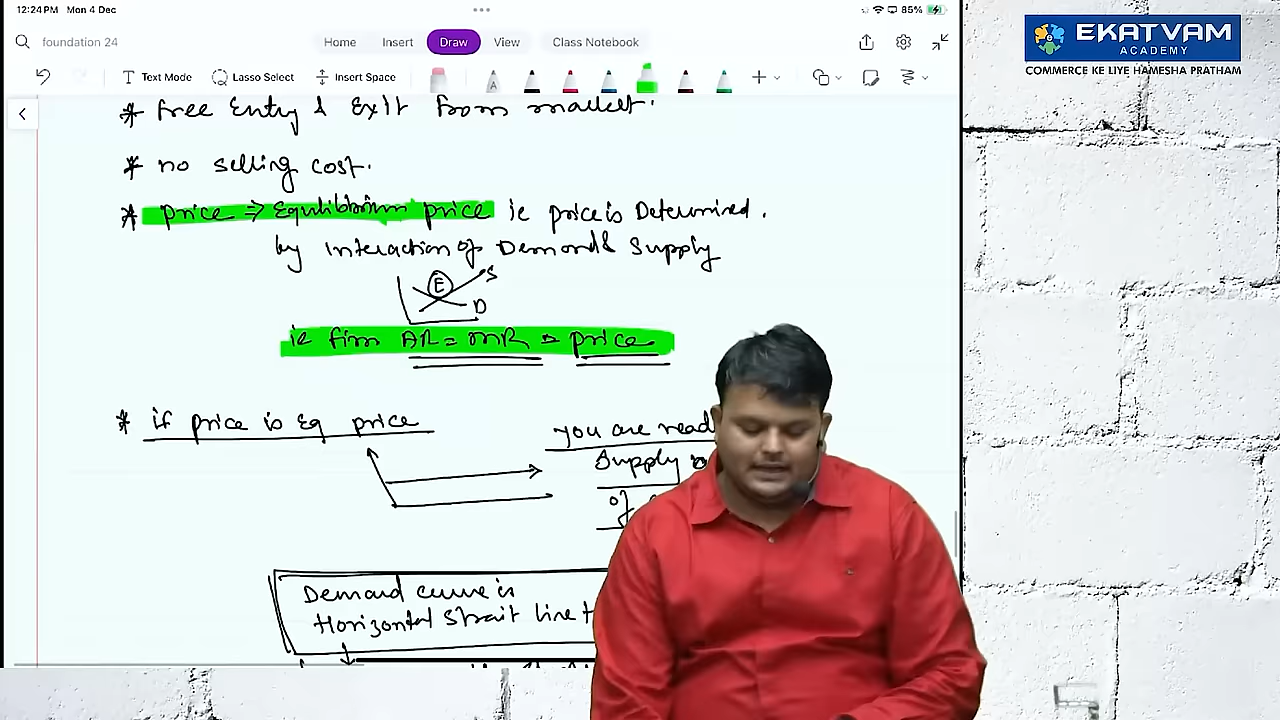 12:24 PM Mon 4 Dec
85%
foundation 24
Home Insert Draw View Class Notebook
Text Mode Lasso Select Insert Space
EKATVAM
ACADEMY
COMMERCE KE LIYE HAMESHA PRATHAM
* free Entry & Exit from market.
* no selling cost.
* price ⇒ Equilibrium price ie price is Determined.
by Interaction of Demand & Supply
E S
D
ie firm AR = MR = price
* if price is Eq price
you are read
Supply
of
Demand curve is
Horizontal Strait line